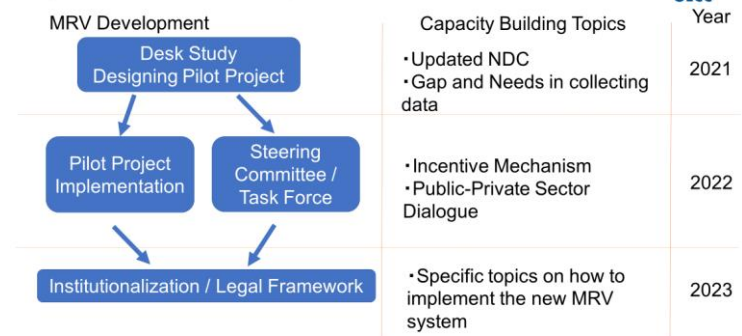 MRV Development
Capacity Building Topics
Year
Desk Study
Designing Pilot Project
・Updated NDC
・Gap and Needs in collecting
data
2021
Pilot Project
Implementation
Steering
Committee /
Task Force
・Incentive Mechanism
・Public-Private Sector
Dialogue
2022
Institutionalization / Legal Framework
・Specific topics on how to
implement the new MRV
system
2023